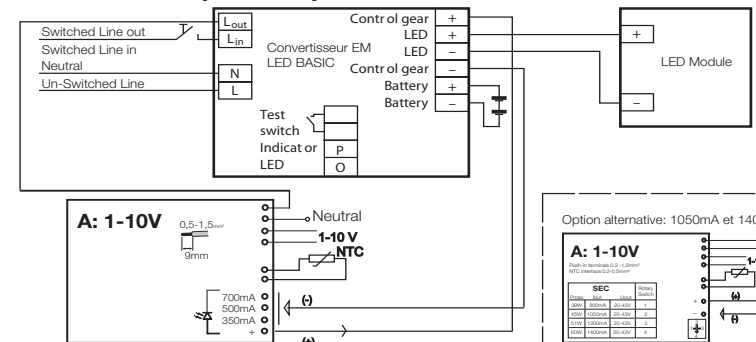 Switched Line out
Switched Line in
Neutral
Un-Switched Line
Lout
Lin
N
L
Convertisseur EM
LED BASIC
Control gear +
LED +
LED –
Control gear –
Battery +
Battery –
Test
switch
Indicator
LED
P
O
+
LED Module
–
A: 1-10V
0,5-1,5mm²
9mm
Neutral
1-10 V
NTC
700mA
500mA
350mA
+
(-)
(+)
Option alternative: 1050mA et 140
A: 1-10V
Push-in terminals 0.2 -1.5mm²
NTC interface:0.2-0.5mm²
SEC
Rotary
Switch
Pmax Iout Uout
39W 900mA 20-43V 1
45W 1050mA 20-43V 2
51W 1200mA 20-43V 3
60W 1400mA 20-43V 4
+
–
(+)
(-)